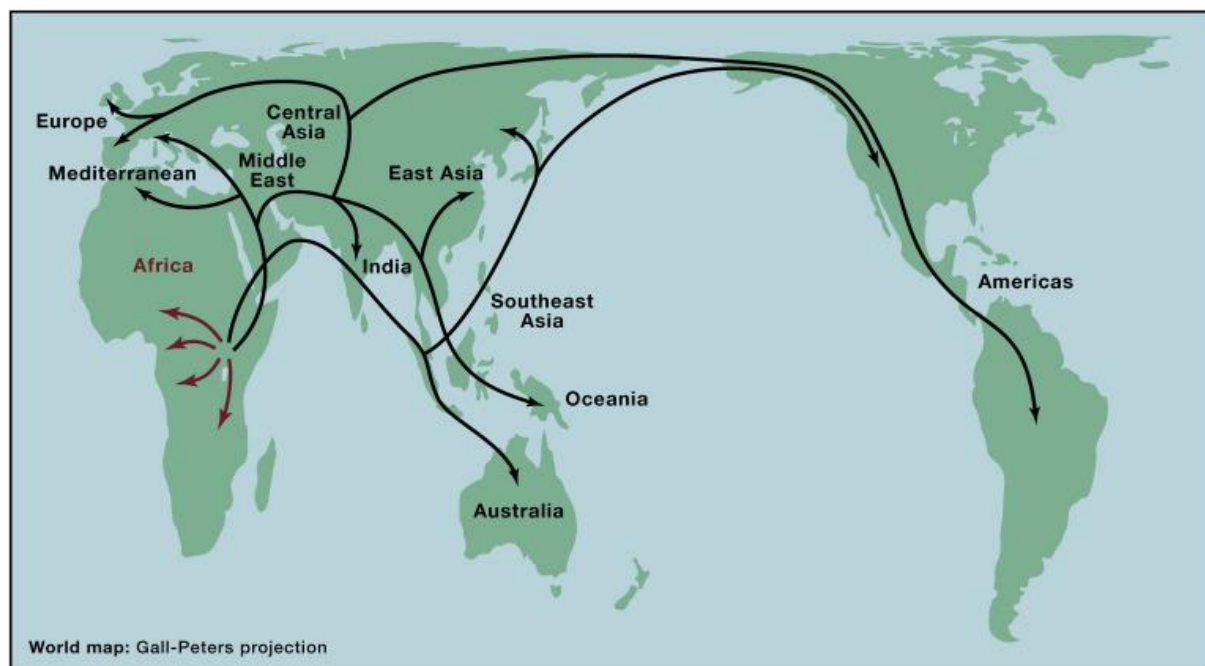 Europe
Central
Asia
Mediterranean
Middle
East
East Asia
Africa
India
Southeast
Asia
Americas
Oceania
Australia
World map: Gall-Peters projection